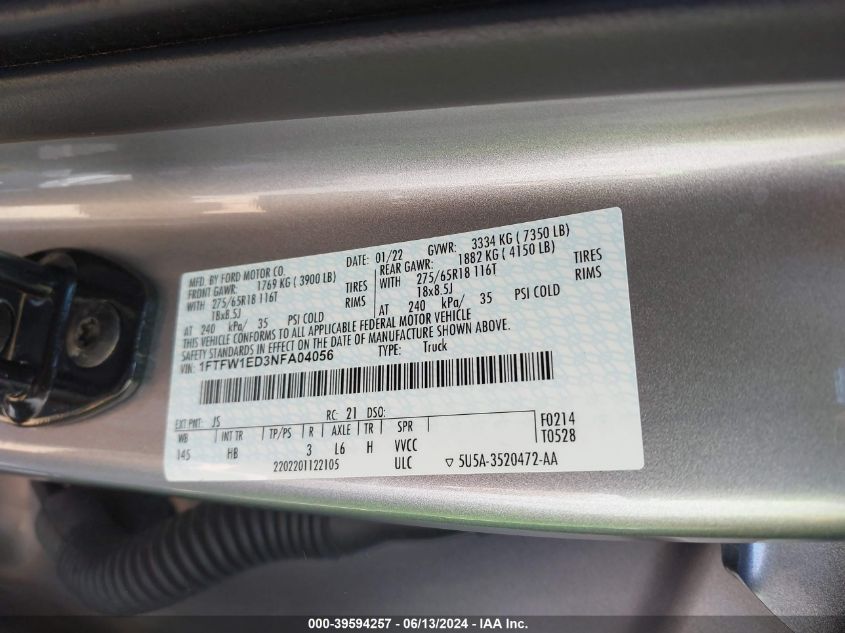 MFD. BY FORD MOTOR CO.
DATE: 01/22 GVWR: 3334 KG ( 7350 LB)
FRONT GAWR: 1769 KG ( 3900 LB)
REAR GAWR: 1882 KG ( 4150 LB)
WITH 275/65R18 116T TIRES
WITH 275/65R18 116T TIRES
18x8.5J RIMS
18x8.5J RIMS
AT 240 kPa/ 35 PSI COLD
AT 240 kPa/ 35 PSI COLD
THIS VEHICLE CONFORMS TO ALL APPLICABLE FEDERAL MOTOR VEHICLE
SAFETY STANDARDS IN EFFECT ON THE DATE OF MANUFACTURE SHOWN ABOVE.
VIN: 1FTFW1ED3NFA04056 TYPE: Truck
EXT PNT: JS RC: 21 DSO:
WB INT TR TP/PS R AXLE TR SPR
145 HB 3 L6 H VVCC
2202201122105 ULC
F0214
T0528
5U5A-3520472-AA
000-39594257 - 06/13/2024 - IAA Inc.